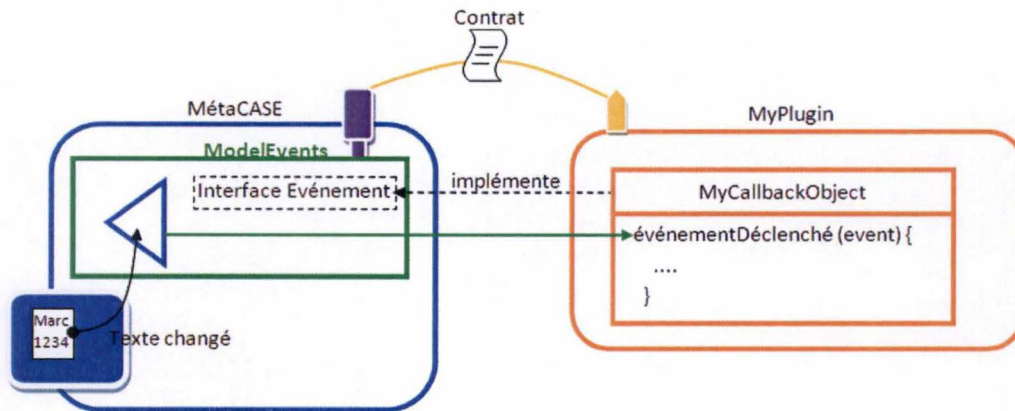 Contrat
MétaCASE
MyPlugin
ModelEvents
Interface Evénement
implémente
MyCallbackObject
événementDéclenché (event) {
....
}
Marc
1234
Texte changé